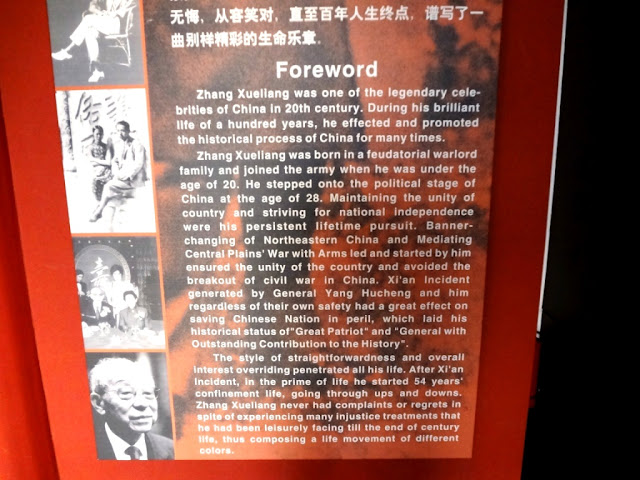 无悔，从容笑对，直至百年人生终点，谱写了一
曲别样精彩的生命乐章．
Foreword
Zhang Xueliang was one of the legendary cele-
brities of China in 20th century. During his brilliant
life of a hundred years, he effected and promoted
the historical process of China for many times.
Zhang Xueliang was born in a feudatorial warlord
family and joined the army when he was under the
age of 20. He stepped onto the political stage of
China at the age of 28. Maintaining the unity of
country and striving for national independence
were his persistent lifetime pursuit. Banner-
changing of Northeastern China and Mediating
Central Plains' War with Arms led and started by him
ensured the unity of the country and avoided the
breakout of civil war in China. Xi'an Incident
generated by General Yang Hucheng and him
regardless of their own safety had a great effect on
saving Chinese Nation in peril, which laid his
historical status of"Great Patriot" and "General with
Outstanding Contribution to the History".
The style of straightforwardness and overall
interest overriding penetrated all his life. After Xi'an
Incident, in the prime of life he started 54 years'
confinement life, going through ups and downs.
Zhang Xueliang never had complaints or regrets in
spite of experiencing many injustice treatments that
he had been leisurely facing till the end of century
life, thus composing a life movement of different
colors.